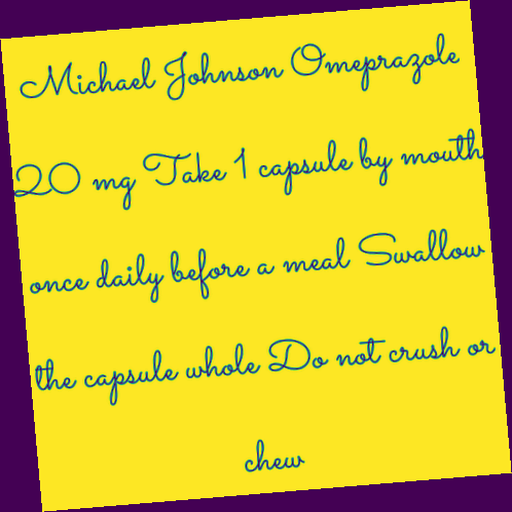 Michael Johnson Omeprazole
20 mg Take 1 capsule by mouth
once daily before a meal Swallow
the capsule whole Do not crush or
chew